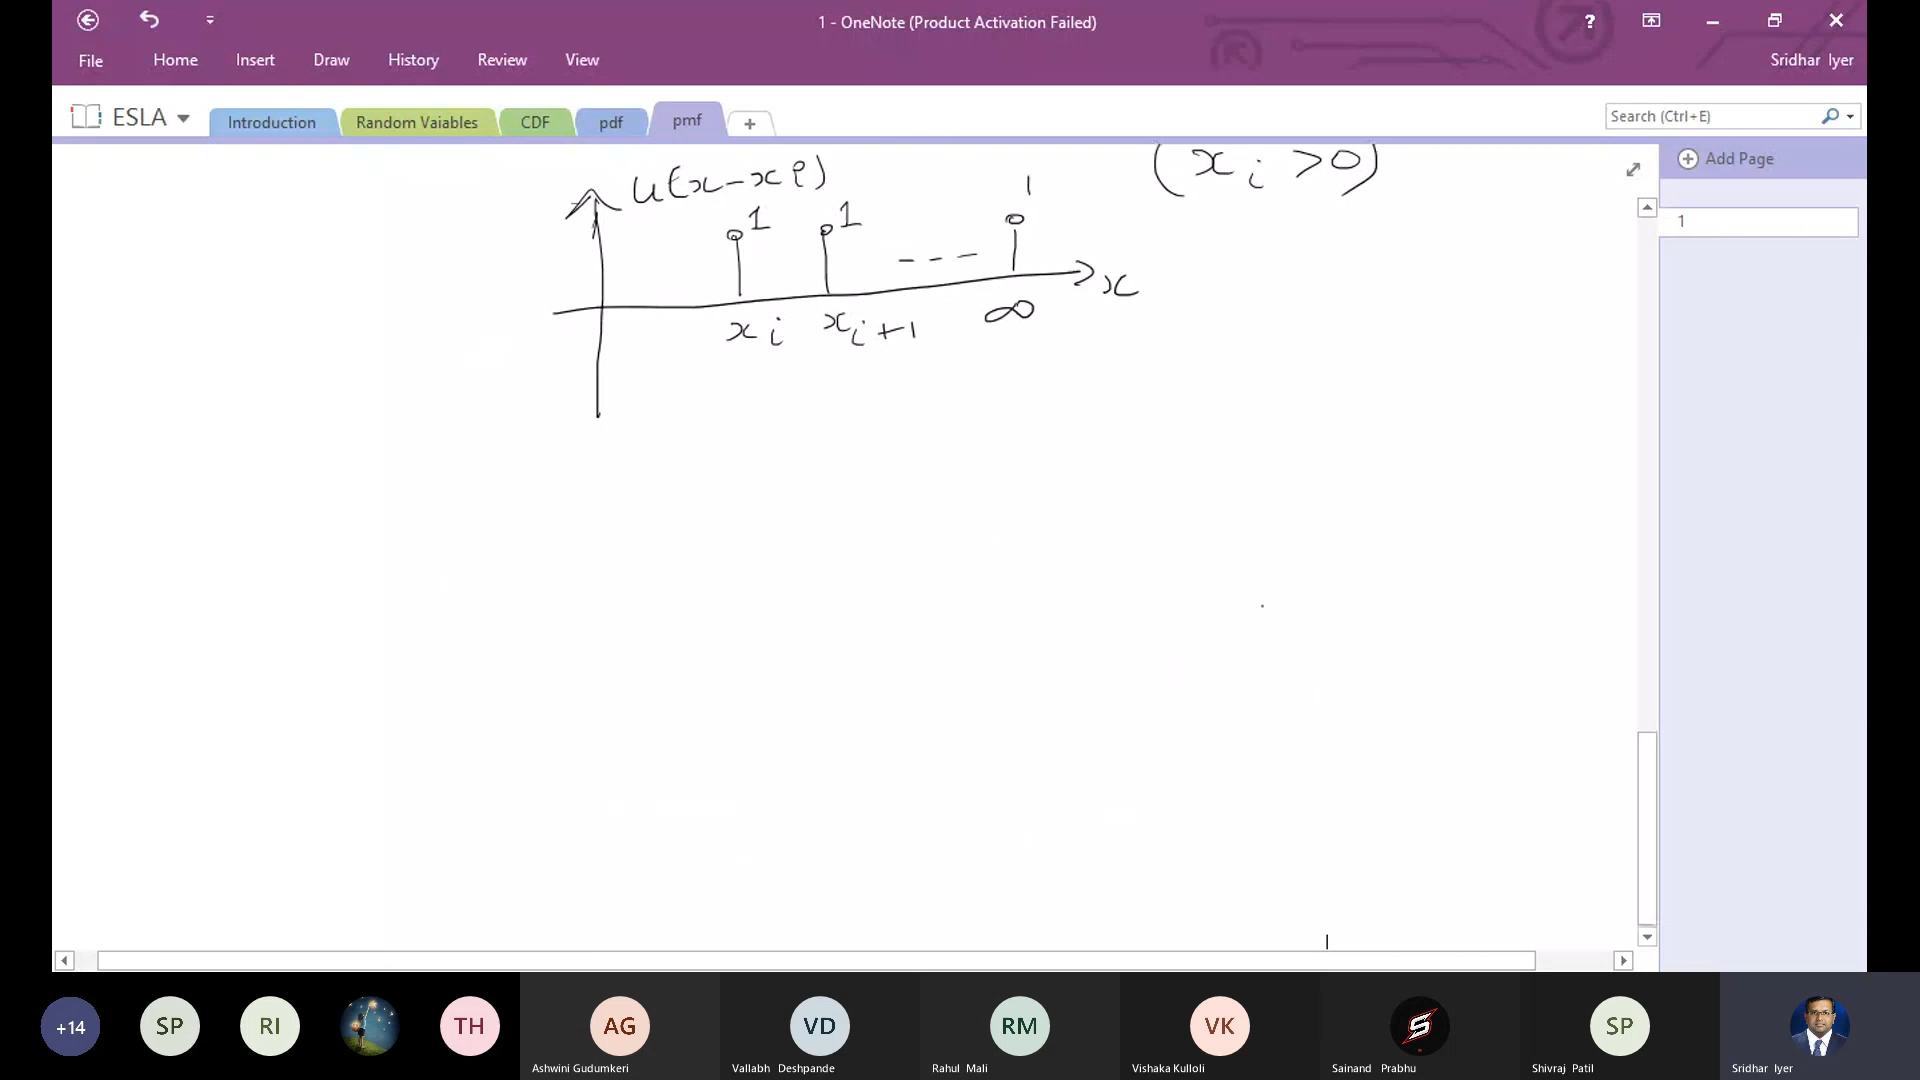 1 - OneNote (Product Activation Failed)
?
File Home Insert Draw History Review View
Sridhar Iyer
ESLA
Introduction
Random Vaiables
CDF
pdf
pmf
+
Search (Ctrl+E)
Add Page
1
u(x-xi)
(xi >0)
1 1 --- 1
x
xi xi+1 ∞
+14
SP
RI
TH
AG
VD
RM
VK
S
SP
Ashwini Gudumkeri
Vallabh Deshpande
Rahul Mali
Vishaka Kulloli
Sainand Prabhu
Shivraj Patil
Sridhar Iyer